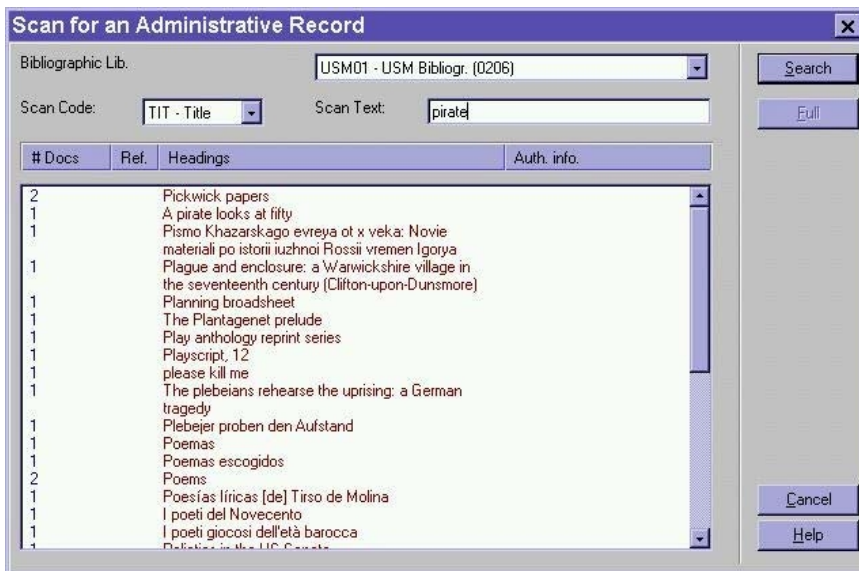 Scan for an Administrative Record
Bibliographic Lib.
USM01 - USM Bibliogr. (0206)
Search
Scan Code:
TIT - Title
Scan Text:
pirate
Full
# Docs Ref. Headings Auth. info.
2 Pickwick papers
1 A pirate looks at fifty
1 Pismo Khazarskago evreya ot x veka: Novie
materiali po istorii iuzhnoi Rossii vremen Igorya
1 Plague and enclosure: a Warwickshire village in
the seventeenth century (Clifton-upon-Dunsmore)
1 Planning broadsheet
1 The Plantagenet prelude
1 Play anthology reprint series
1 Playscript, 12
1 please kill me
1 The plebeians rehearse the uprising: a German
tragedy
1 Plebejer proben den Aufstand
1 Poemas
1 Poemas escogidos
2 Poems
1 Poesías líricas [de] Tirso de Molina
1 I poeti del Novecento
1 I poeti giocosi dell'età barocca
1 in the US Senate
Cancel
Help